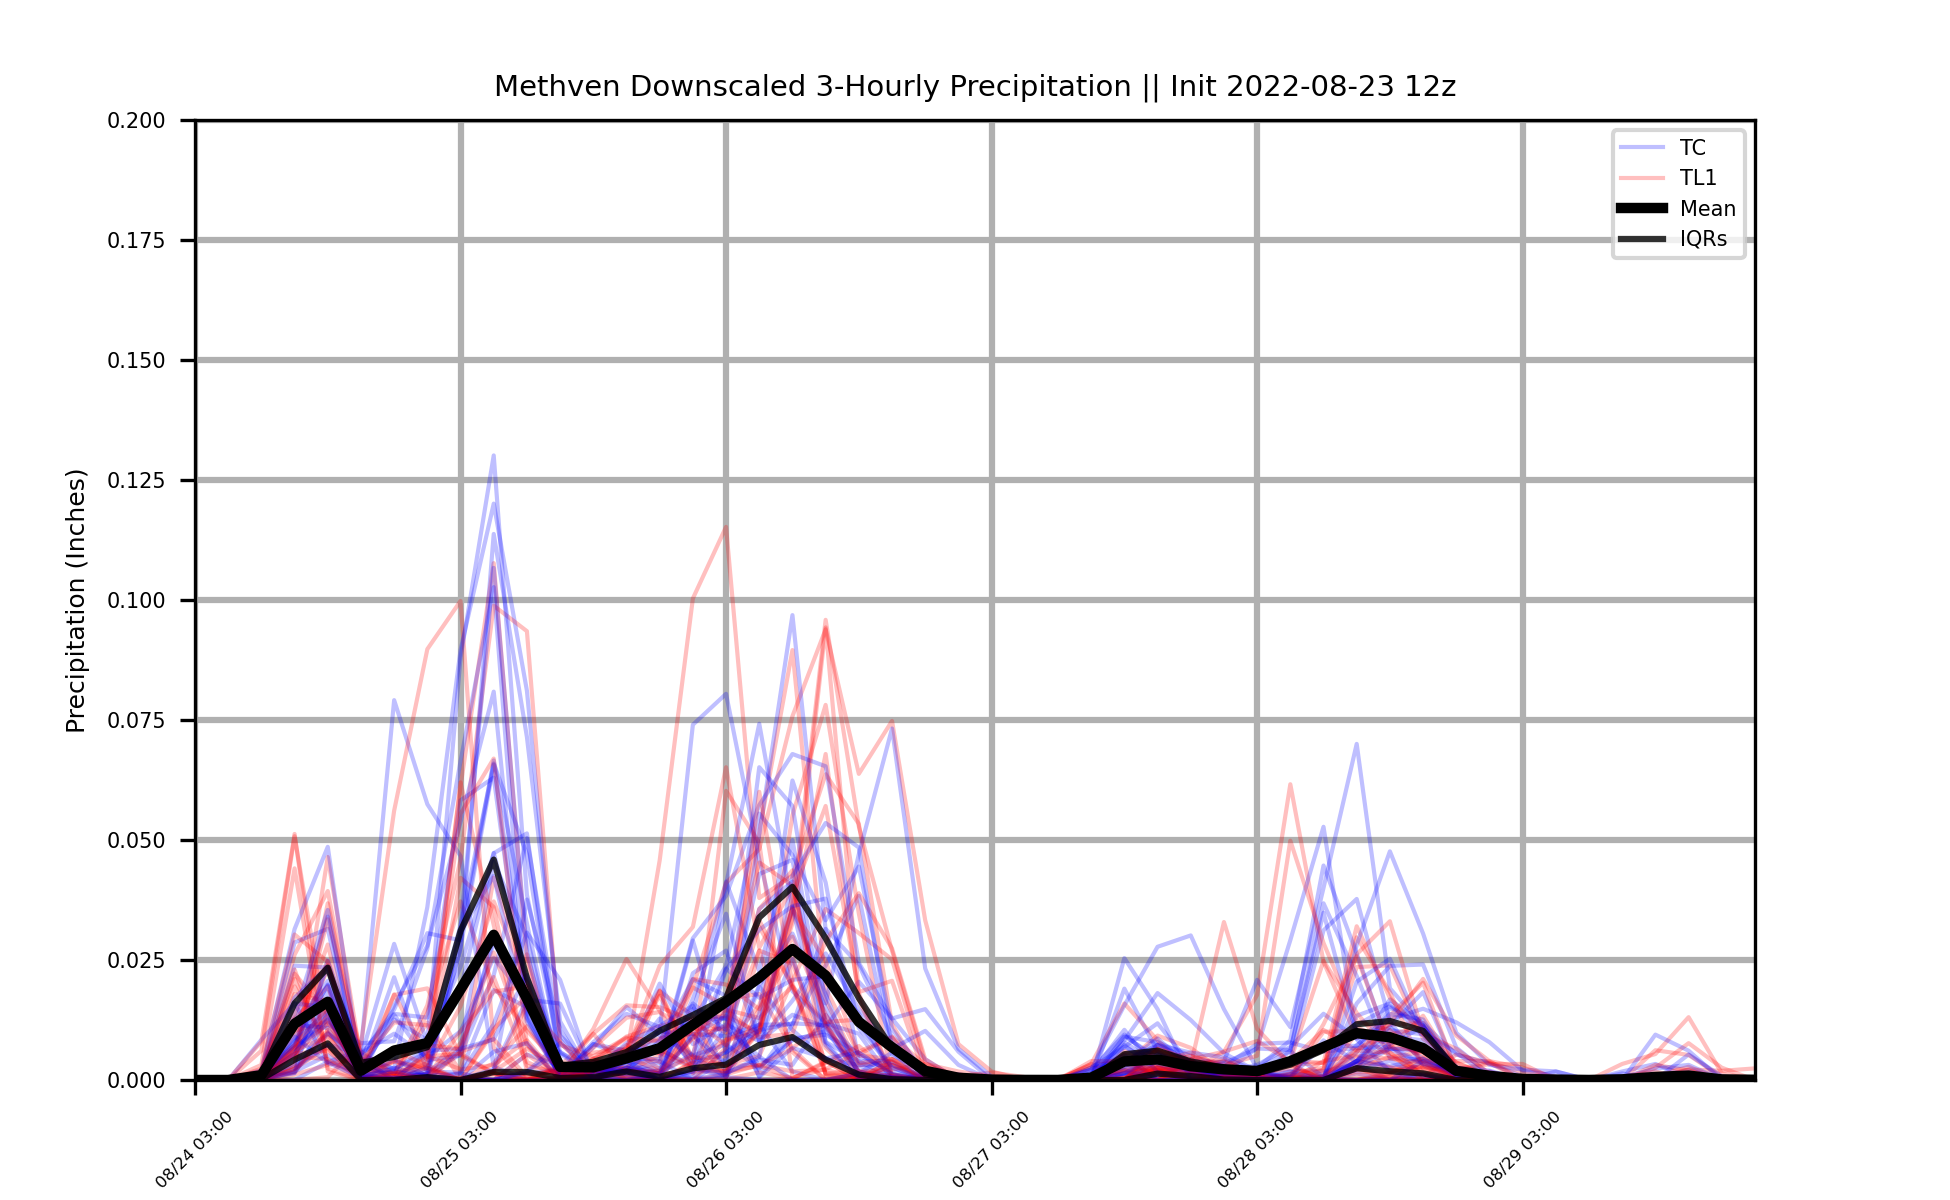 Methven Downscaled 3-Hourly Precipitation || Init 2022-08-23 12z
0.200
0.175
0.150
0.125
0.100
0.075
0.050
0.025
0.000
Precipitation (Inches)
TC
TL1
Mean
IQRs
08/24 03:00
08/25 03:00
08/26 03:00
08/27 03:00
08/28 03:00
08/29 03:00